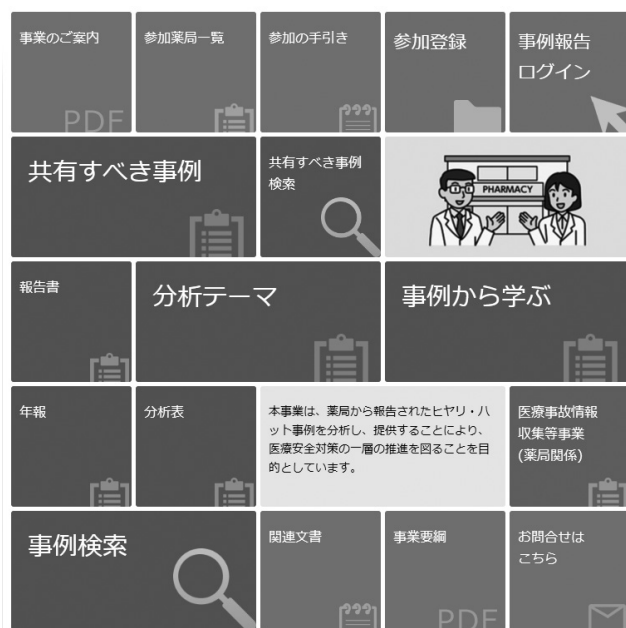 事業のご案内
PDF
参加薬局一覧
参加の手引き
参加登録
事例報告
ログイン
共有すべき事例
共有すべき事例
検索
PHARMACY
報告書
分析テーマ
事例から学ぶ
年報
分析表
本事業は、薬局から報告されたヒヤリ・ハ
ット事例を分析し、提供することにより、
医療安全対策の一層の推進を図ることを目
的としています。
医療事故情報
収集等事業
(薬局関係)
事例検索
関連文書
事業要綱
PDF
お問合せは
こちら